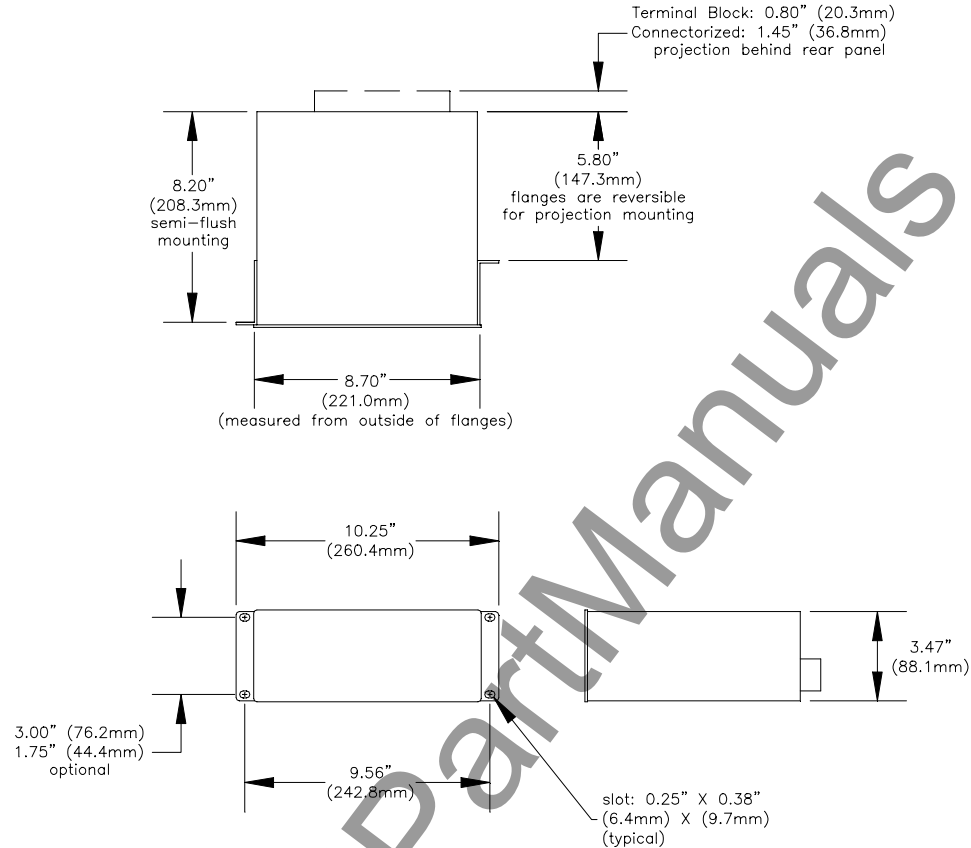 Terminal Block: 0.80" (20.3mm)
Connectorized: 1.45" (36.8mm)
projection behind rear panel
8.20"
(208.3mm)
semi-flush
mounting
5.80"
(147.3mm)
flanges are reversible
for projection mounting
8.70"
(221.0mm)
(measured from outside of flanges)
10.25"
(260.4mm)
3.47"
(88.1mm)
3.00" (76.2mm)
1.75" (44.4mm)
optional
9.56"
(242.8mm)
slot: 0.25" X 0.38"
(6.4mm) X (9.7mm)
(typical)
PartManuals